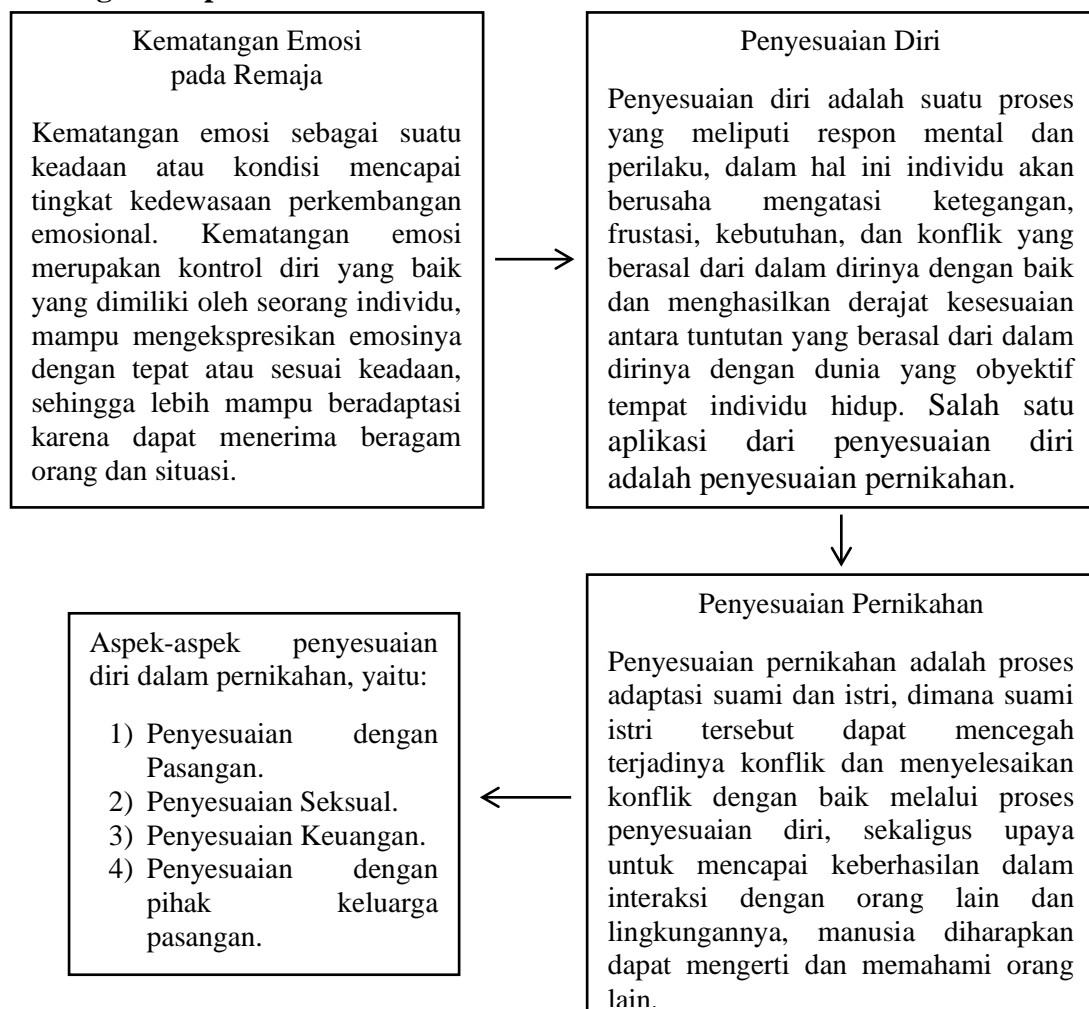 Kematangan Emosi
pada Remaja
Kematangan emosi sebagai suatu
keadaan atau kondisi mencapai
tingkat kedewasaan perkembangan
emosional. Kematangan emosi
merupakan kontrol diri yang baik
yang dimiliki oleh seorang individu,
mampu mengekspresikan emosinya
dengan tepat atau sesuai keadaan,
sehingga lebih mampu beradaptasi
karena dapat menerima beragam
orang dan situasi.
Penyesuaian Diri
Penyesuaian diri adalah suatu proses
yang meliputi respon mental dan
perilaku, dalam hal ini individu akan
berusaha mengatasi ketegangan,
frustasi, kebutuhan, dan konflik yang
berasal dari dalam dirinya dengan baik
dan menghasilkan derajat kesesuaian
antara tuntutan yang berasal dari dalam
dirinya dengan dunia yang obyektif
tempat individu hidup. Salah satu
aplikasi dari penyesuaian diri
adalah penyesuaian pernikahan.
Penyesuaian Pernikahan
Penyesuaian pernikahan adalah proses
adaptasi suami dan istri, dimana suami
istri tersebut dapat mencegah
terjadinya konflik dan menyelesaikan
konflik dengan baik melalui proses
penyesuaian diri, sekaligus upaya
untuk mencapai keberhasilan dalam
interaksi dengan orang lain dan
lingkungannya, manusia diharapkan
dapat mengerti dan memahami orang
lain.
Aspek-aspek penyesuaian
diri dalam pernikahan, yaitu:
1) Penyesuaian dengan
Pasangan.
2) Penyesuaian Seksual.
3) Penyesuaian Keuangan.
4) Penyesuaian dengan
pihak keluarga
pasangan.